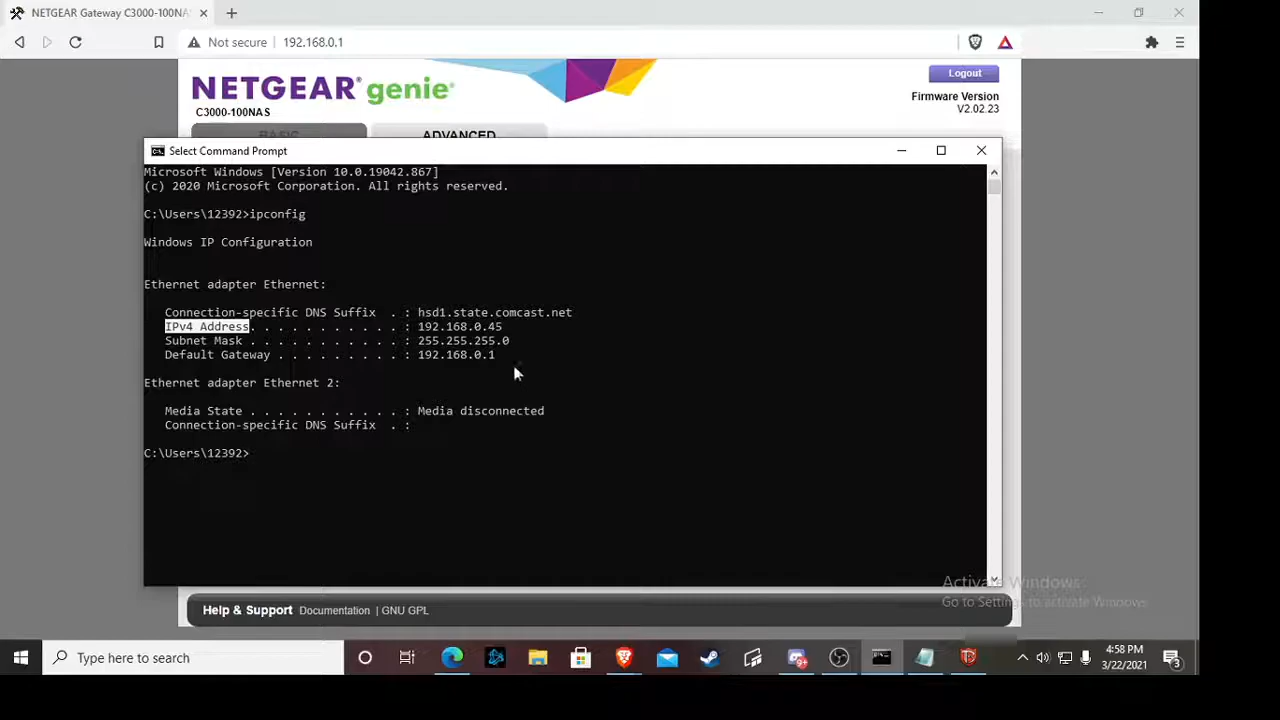 NETGEAR Gateway C3000-100NA
Not secure | 192.168.0.1
NETGEAR® genie®
C3000-100NAS
Logout
Firmware Version
V2.02.23
BASIC
ADVANCED
Select Command Prompt
Microsoft Windows [Version 10.0.19042.867]
(c) 2020 Microsoft Corporation. All rights reserved.
C:\Users\12392>ipconfig
Windows IP Configuration
Ethernet adapter Ethernet:
Connection-specific DNS Suffix . : hsd1.state.comcast.net
IPv4 Address. . . . . . . . . . . : 192.168.0.45
Subnet Mask . . . . . . . . . . . : 255.255.255.0
Default Gateway . . . . . . . . . : 192.168.0.1
Ethernet adapter Ethernet 2:
Media State . . . . . . . . . . . : Media disconnected
Connection-specific DNS Suffix . :
C:\Users\12392>
Activate Windows
Go to Settings to activate Windows.
Help & Support Documentation | GNU GPL
Type here to search
9+
4:58 PM
3/22/2021
3